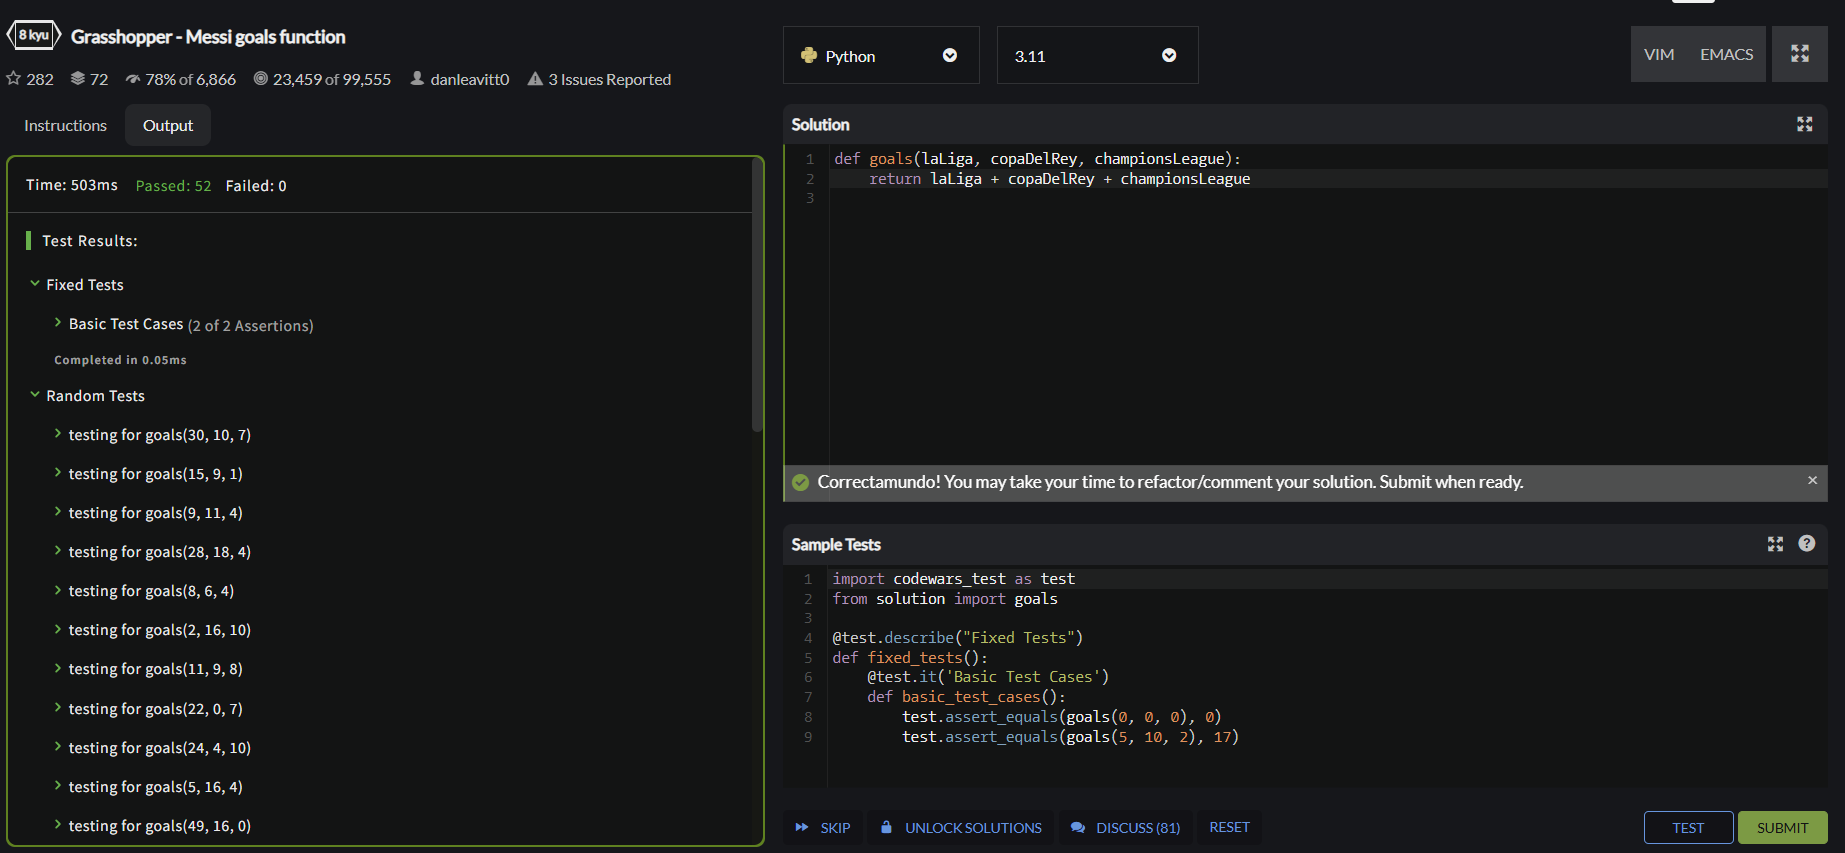 8 kyu Grasshopper - Messi goals function
282 72 78% of 6,866 23,459 of 99,555 danleavitt0 3 Issues Reported
Instructions Output
Time: 503ms Passed: 52 Failed: 0
Test Results:
Fixed Tests
Basic Test Cases (2 of 2 Assertions)
Completed in 0.05ms
Random Tests
testing for goals(30, 10, 7)
testing for goals(15, 9, 1)
testing for goals(9, 11, 4)
testing for goals(28, 18, 4)
testing for goals(8, 6, 4)
testing for goals(2, 16, 10)
testing for goals(11, 9, 8)
testing for goals(22, 0, 7)
testing for goals(24, 4, 10)
testing for goals(5, 16, 4)
testing for goals(49, 16, 0)
Python 3.11 VIM EMACS
Solution
1 def goals(laLiga, copaDelRey, championsLeague):
2     return laLiga + copaDelRey + championsLeague
3
Correctamundo! You may take your time to refactor/comment your solution. Submit when ready. ×
Sample Tests ?
1 import codewars_test as test
2 from solution import goals
3
4 @test.describe("Fixed Tests")
5 def fixed_tests():
6     @test.it('Basic Test Cases')
7     def basic_test_cases():
8         test.assert_equals(goals(0, 0, 0), 0)
9         test.assert_equals(goals(5, 10, 2), 17)
SKIP UNLOCK SOLUTIONS DISCUSS (81) RESET TEST SUBMIT